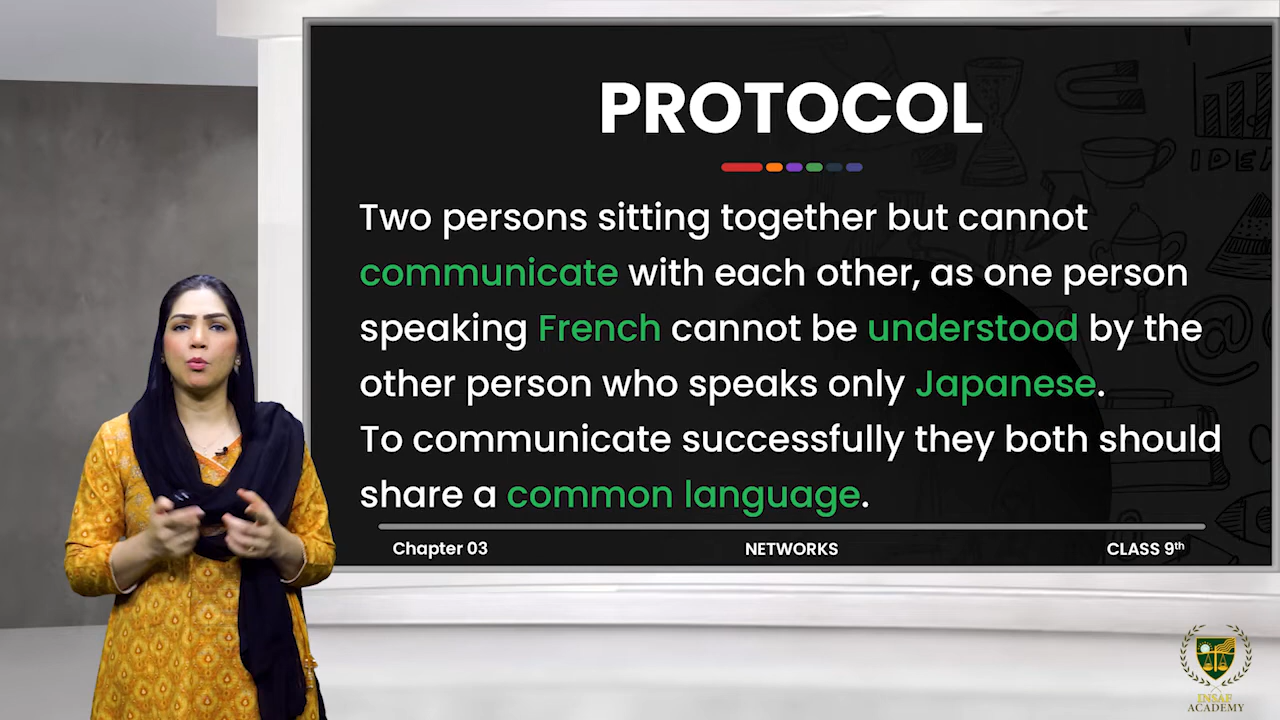 PROTOCOL
Two persons sitting together but cannot
communicate with each other, as one person
speaking French cannot be understood by the
other person who speaks only Japanese.
To communicate successfully they both should
share a common language.
Chapter 03
NETWORKS
CLASS 9th
IDEA
INSAF
ACADEMY